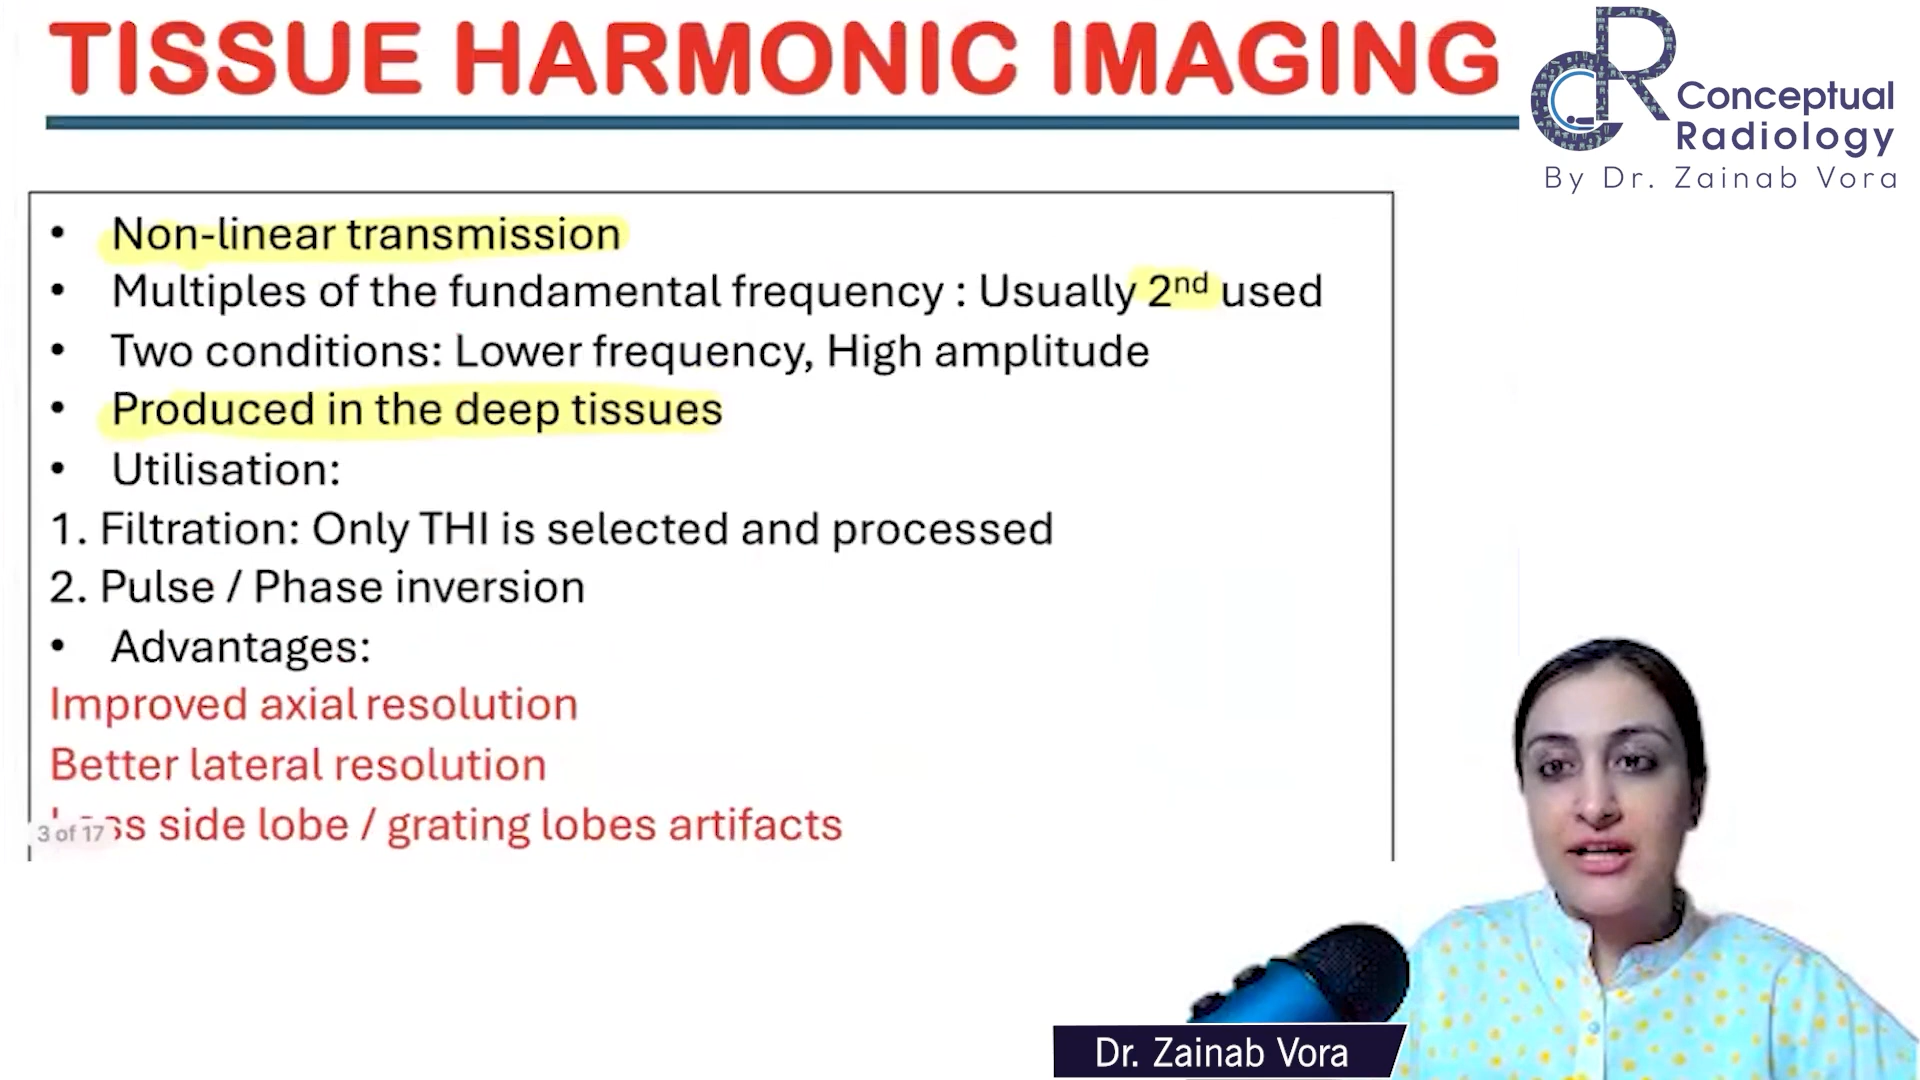 TISSUE HARMONIC IMAGING
CR
Conceptual
Radiology
By Dr. Zainab Vora
• Non-linear transmission
• Multiples of the fundamental frequency : Usually 2nd used
• Two conditions: Lower frequency, High amplitude
• Produced in the deep tissues
• Utilisation:
1. Filtration: Only THI is selected and processed
2. Pulse / Phase inversion
• Advantages:
Improved axial resolution
Better lateral resolution
side lobe / grating lobes artifacts
3 of 17
Dr. Zainab Vora